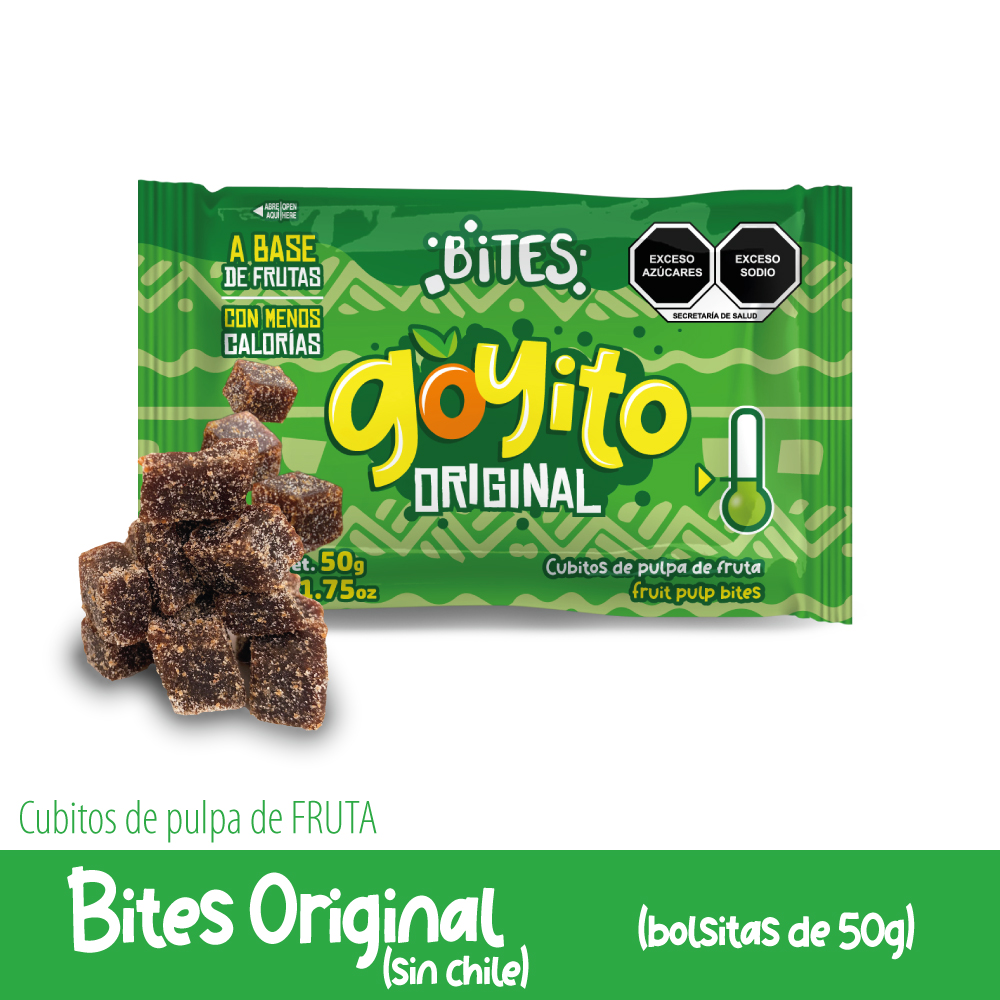 ABRE AQUÍ
OPEN HERE
A BASE
DE FRUTAS
CON MENOS
CALORÍAS
BITES
EXCESO
AZÚCARES
EXCESO
SODIO
SECRETARÍA DE SALUD
goyito
ORIGINAL
et. 50g
1.75oz
Cubitos de pulpa de fruta
fruit pulp bites
Cubitos de pulpa de FRUTA
Bites Original
(sin chile)
(bolsitas de 50g)